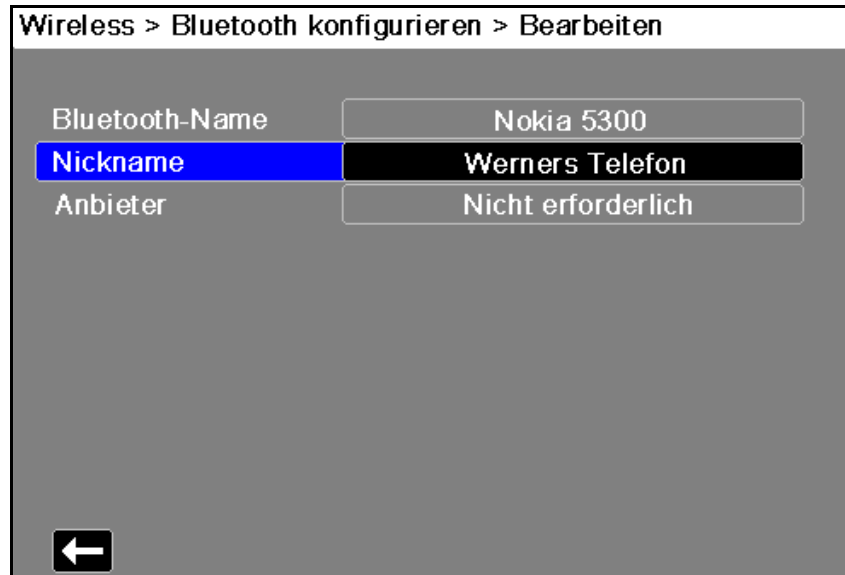 Wireless > Bluetooth konfigurieren > Bearbeiten
Bluetooth-Name Nokia 5300
Nickname Werners Telefon
Anbieter Nicht erforderlich